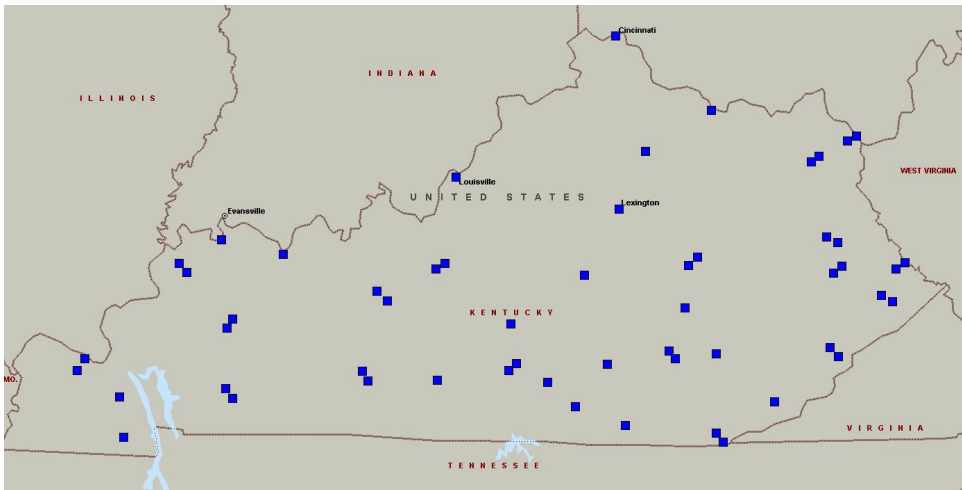 Cincinnati
INDIANA
ILLINOIS
WEST VIRGINIA
Louisville
UNITED STATES
Lexington
Evansville
KENTUCKY
MO.
VIRGINIA
TENNESSEE